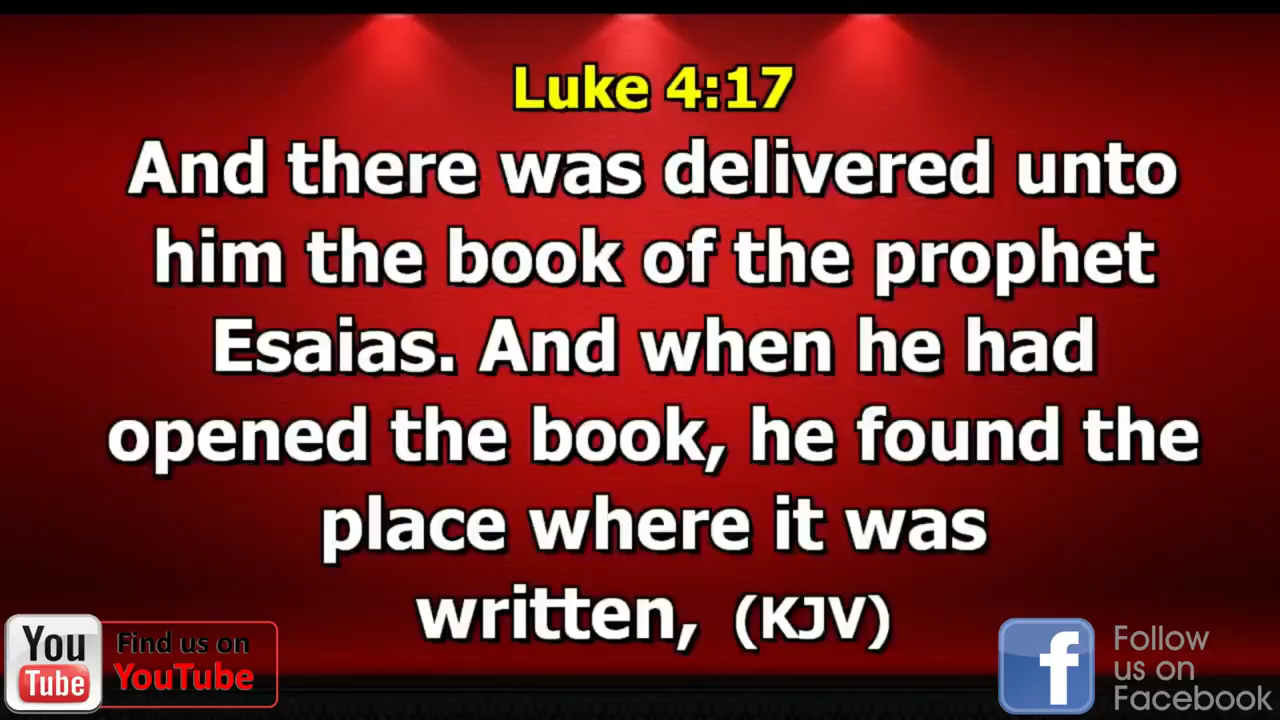 Luke 4:17
And there was delivered unto
him the book of the prophet
Esaias. And when he had
opened the book, he found the
place where it was
written, (KJV)
You
Tube
Find us on
YouTube
f
Follow
us on
Facebook